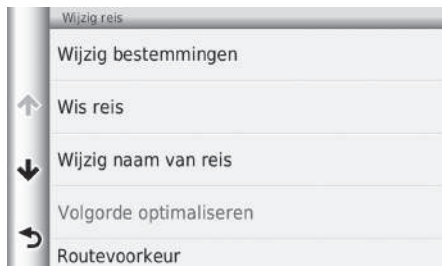 Wijzig reis
Wijzig bestemmingen
Wis reis
Wijzig naam van reis
Volgorde optimaliseren
Routevoorkeur